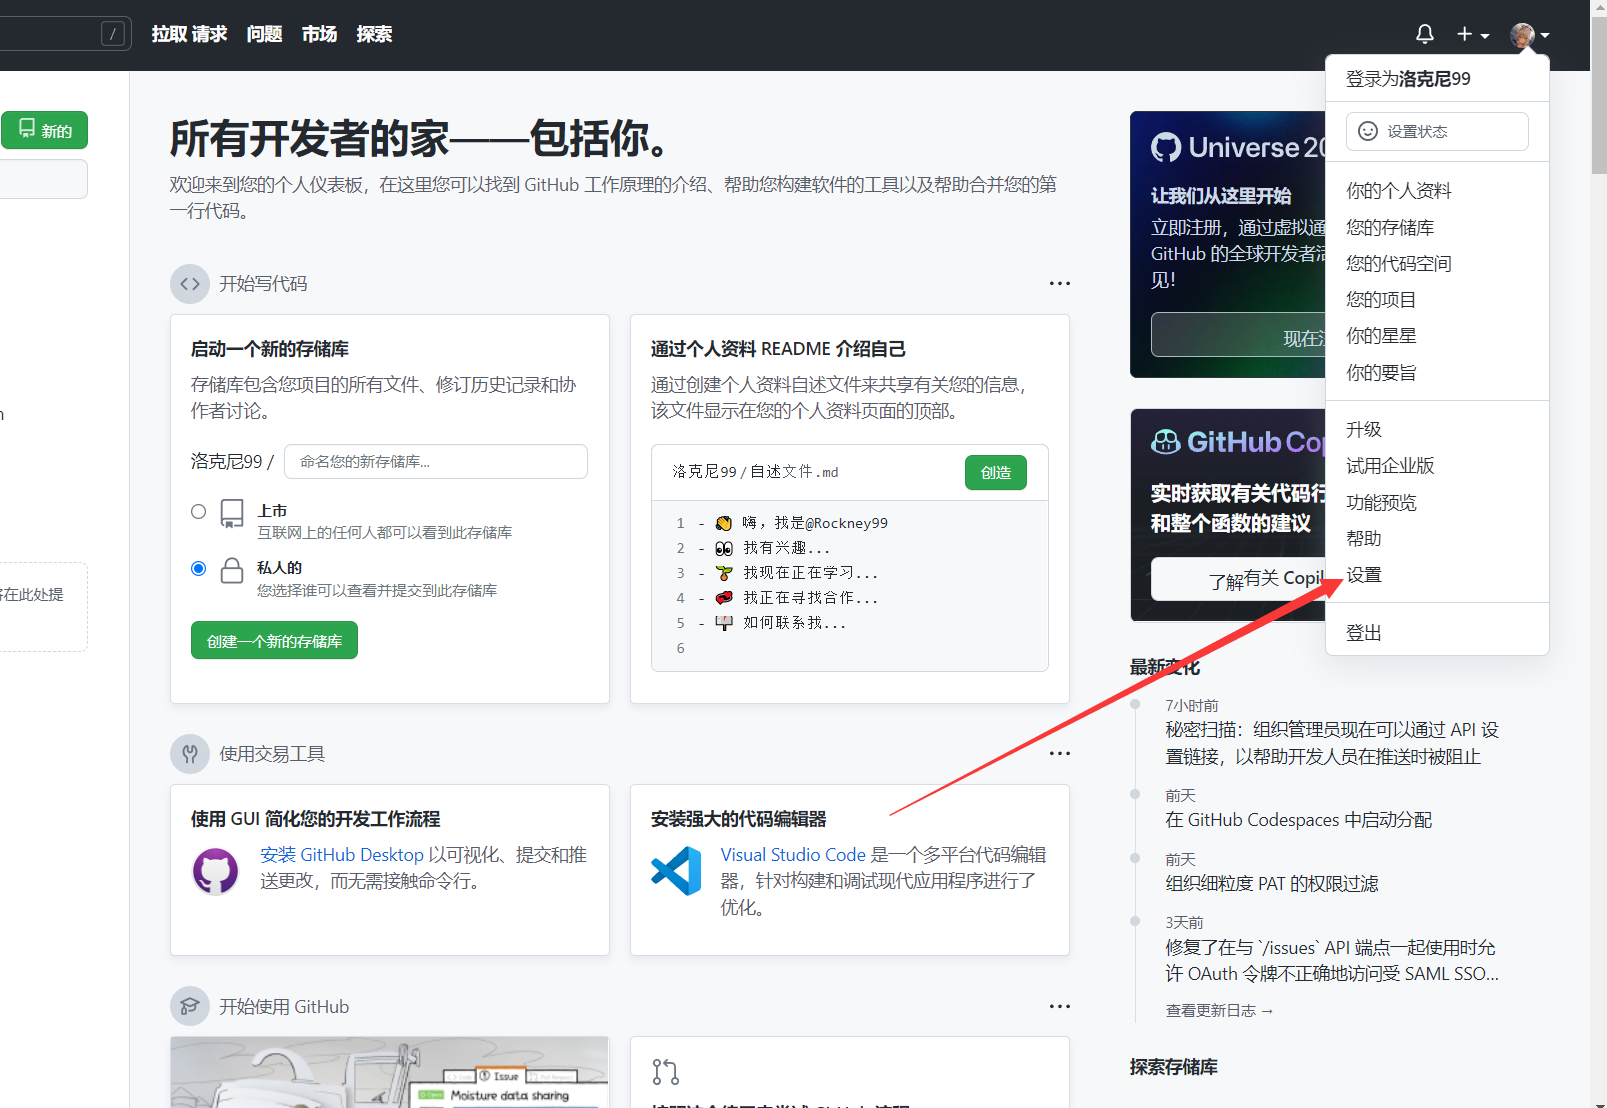 /
拉取 请求
问题
市场
探索
新的
n
在此处提
所有开发者的家——包括你。
欢迎来到您的个人仪表板，在这里您可以找到 GitHub 工作原理的介绍、帮助您构建软件的工具以及帮助合并您的第
一行代码。
开始写代码
启动一个新的存储库
存储库包含您项目的所有文件、修订历史记录和协
作者讨论。
洛克尼99 /
命名您的新存储库...
上市
互联网上的任何人都可以看到此存储库
私人的
您选择谁可以查看并提交到此存储库
创建一个新的存储库
通过个人资料 README 介绍自己
通过创建个人资料自述文件来共享有关您的信息，
该文件显示在您的个人资料页面的顶部。
洛克尼99 / 自述文件.md
创造
1 - 👋 嗨，我是@Rockney99
2 - 👀 我有兴趣...
3 - 🌱 我现在正在学习...
4 - 💞️ 我正在寻找合作...
5 - 📫 如何联系我...
6
使用交易工具
使用 GUI 简化您的开发工作流程
安装 GitHub Desktop 以可视化、提交和推
送更改，而无需接触命令行。
安装强大的代码编辑器
Visual Studio Code 是一个多平台代码编辑
器，针对构建和调试现代应用程序进行了
优化。
开始使用 GitHub
Issue
Open
Moisture data sharing
Universe 20
让我们从这里开始
立即注册，通过虚拟通
GitHub 的全球开发者活
见！
现在注
GitHub Cop
实时获取有关代码行
和整个函数的建议
了解有关 Copil
登录为洛克尼99
设置状态
你的个人资料
您的存储库
您的代码空间
您的项目
你的星星
你的要旨
升级
试用企业版
功能预览
帮助
设置
登出
最新变化
7小时前
秘密扫描：组织管理员现在可以通过 API 设
置链接，以帮助开发人员在推送时被阻止
前天
在 GitHub Codespaces 中启动分配
前天
组织细粒度 PAT 的权限过滤
3天前
修复了在与 `/issues` API 端点一起使用时允
许 OAuth 令牌不正确地访问受 SAML SSO...
查看更新日志 →
探索存储库